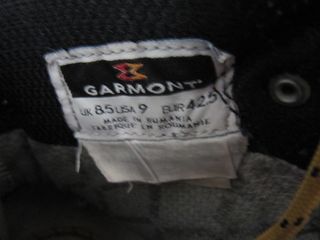 GARMONT
UK 8.5 USA 9 EUR 42.5
MADE IN RUMANIA
FABRIQUE EN ROUMANIE